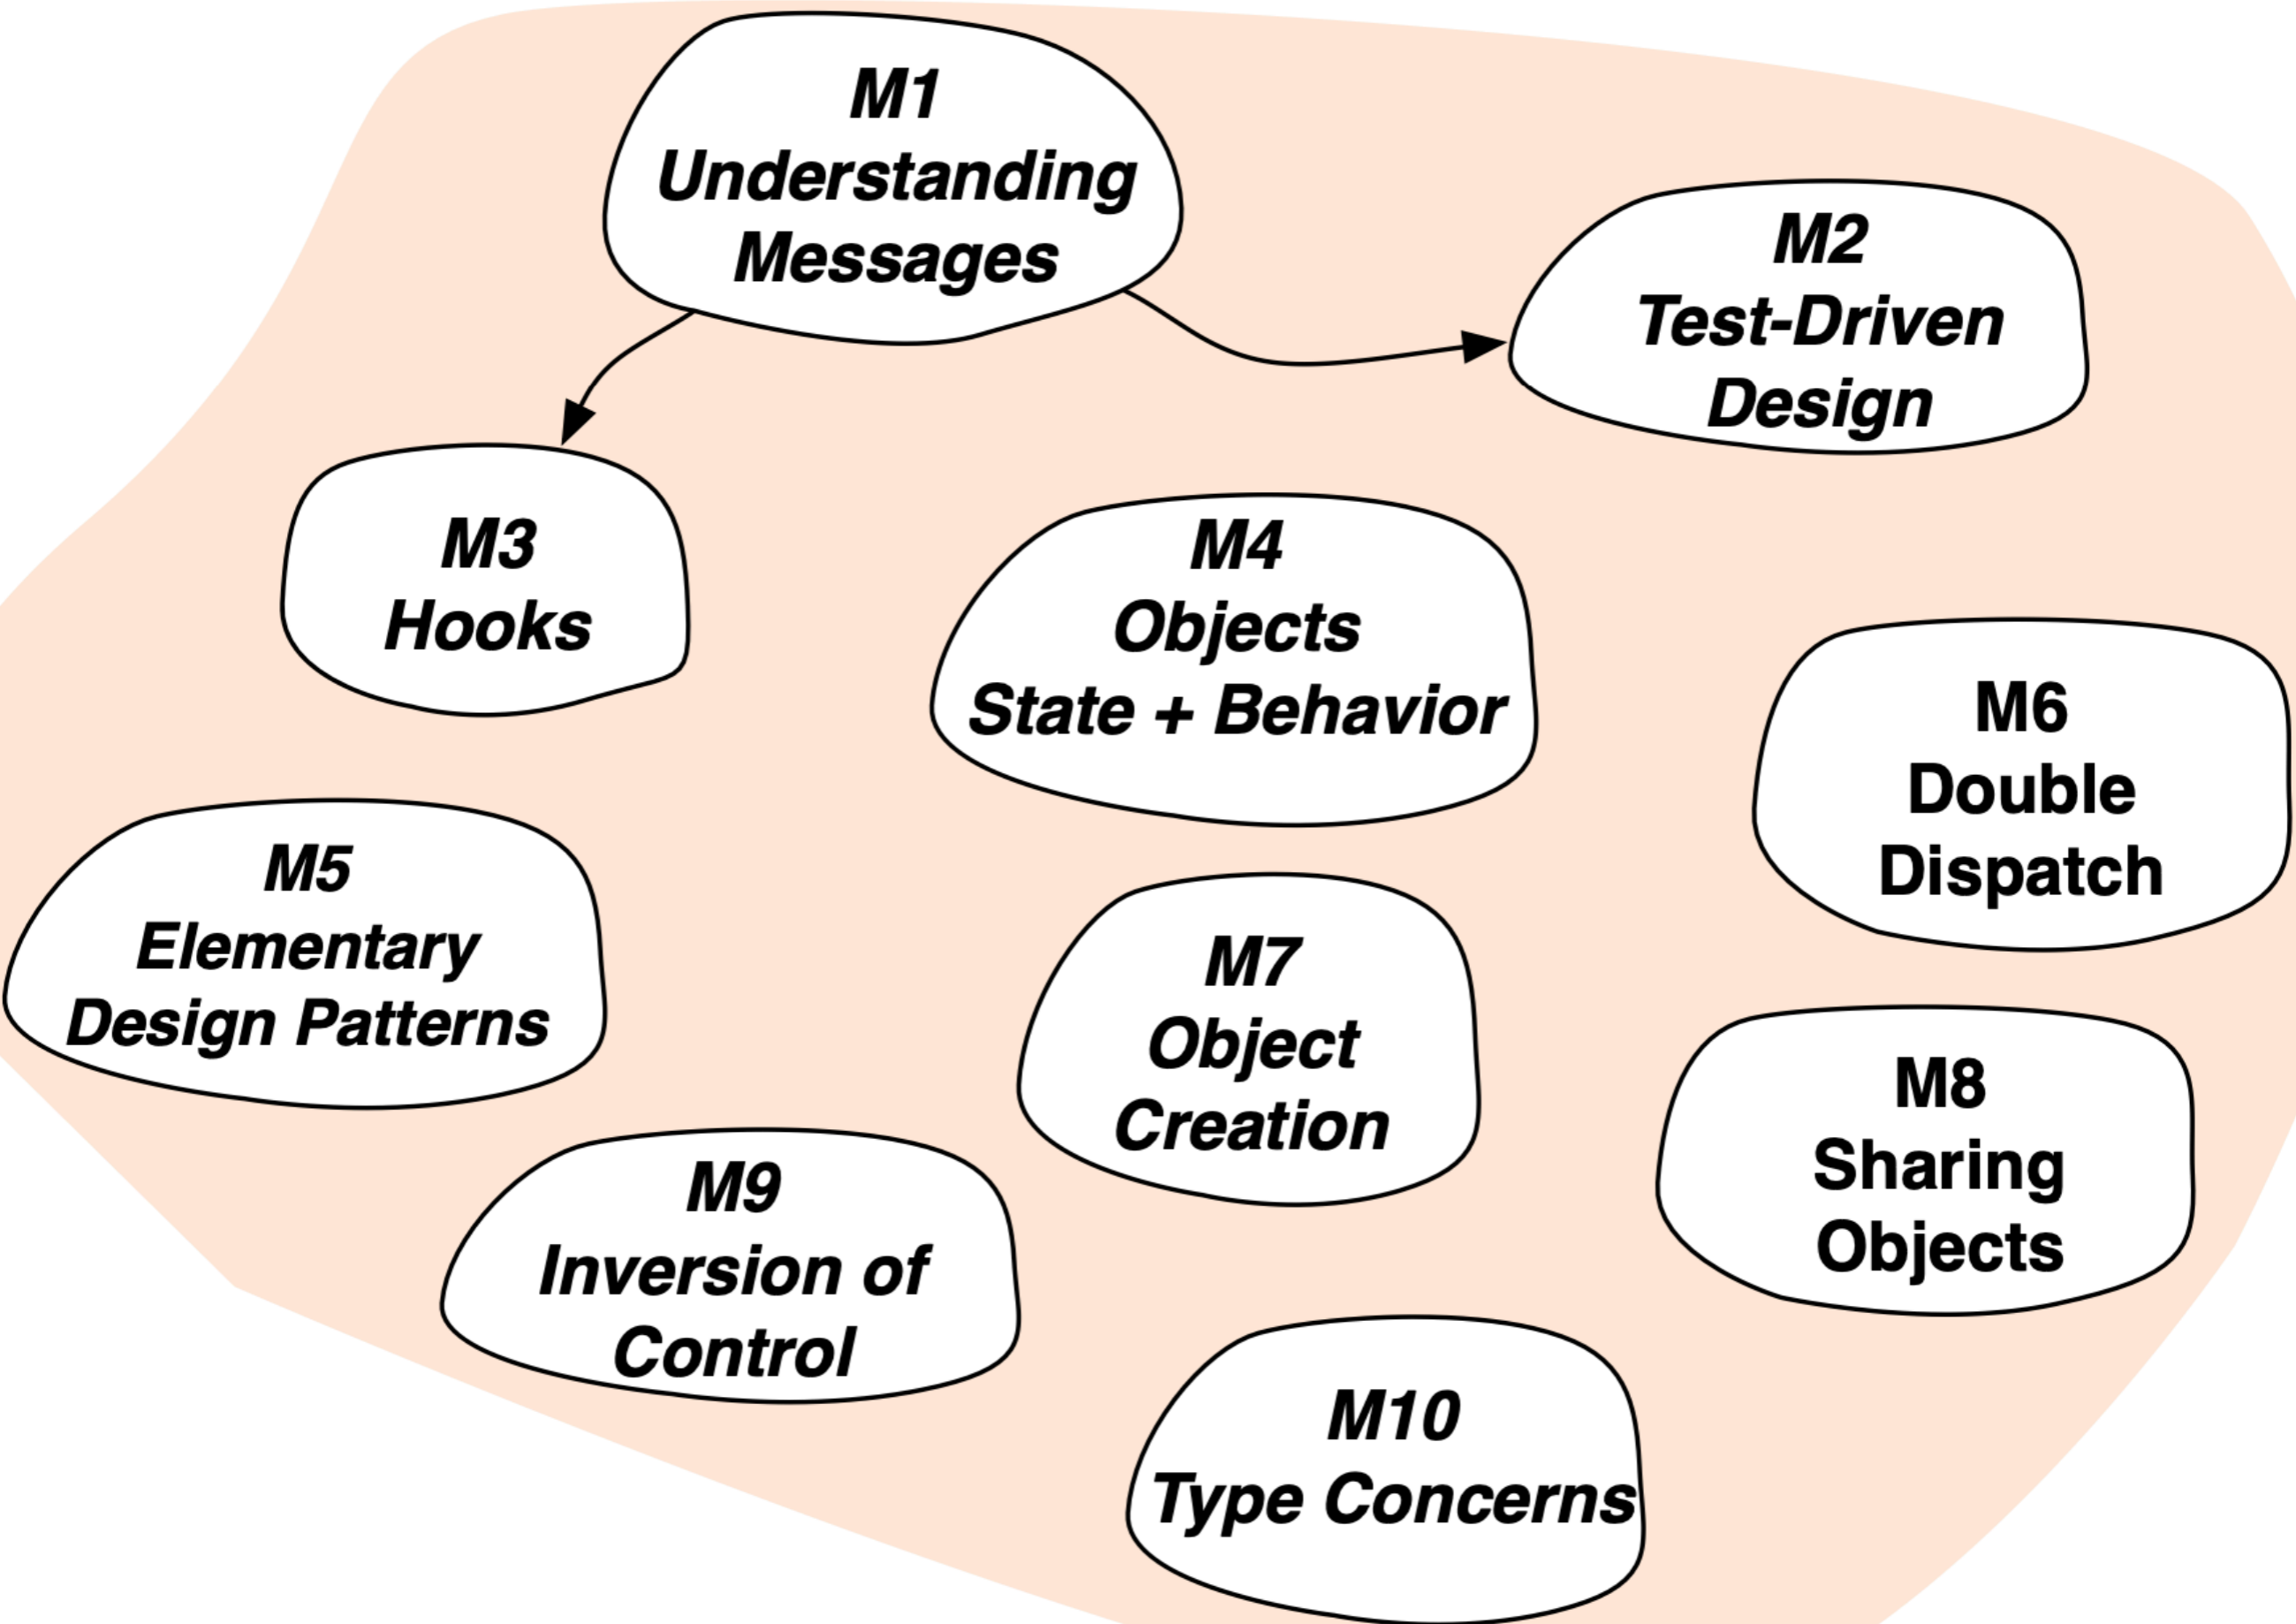 M1
Understanding
Messages
M2
Test-Driven
Design
M3
Hooks
M4
Objects
State + Behavior
M6
Double
Dispatch
M5
Elementary
Design Patterns
M7
Object
Creation
M8
Sharing
Objects
M9
Inversion of
Control
M10
Type Concerns